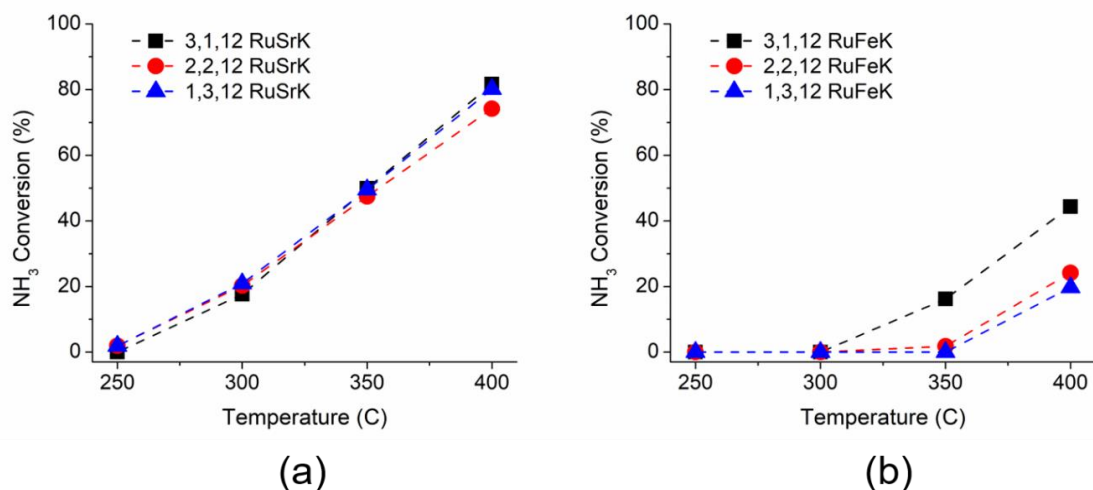 100
80
60
40
20
0
NH3 Conversion (%)
3,1,12 RuSrK
2,2,12 RuSrK
1,3,12 RuSrK
250 300 350 400
Temperature (C)
(a)
100
80
60
40
20
0
NH3 Conversion (%)
3,1,12 RuFeK
2,2,12 RuFeK
1,3,12 RuFeK
250 300 350 400
Temperature (C)
(b)